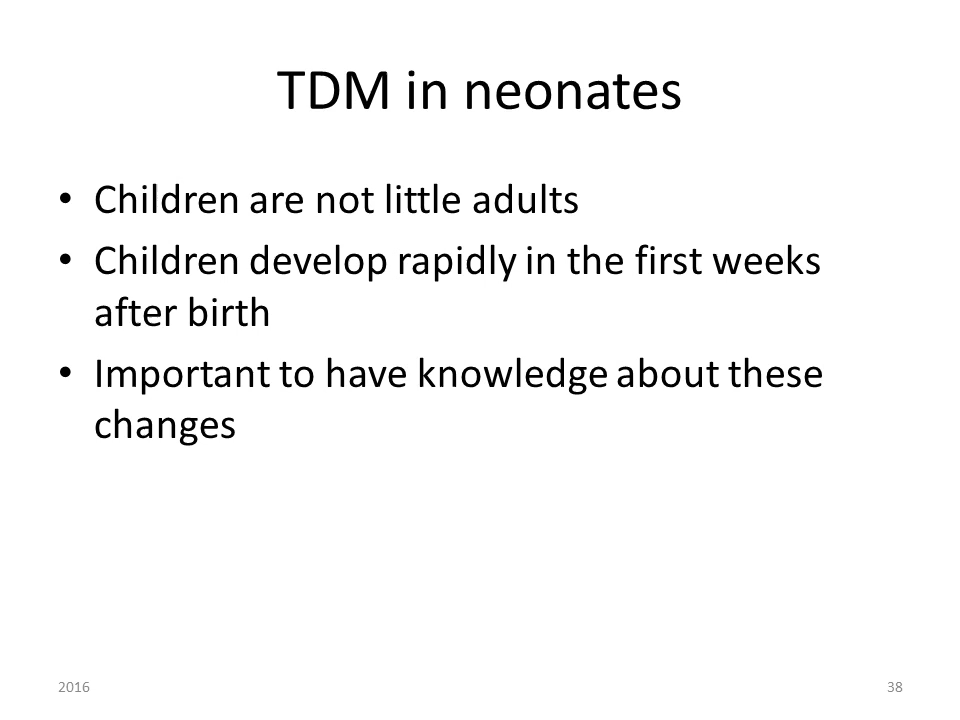 TDM in neonates
• Children are not little adults
• Children develop rapidly in the first weeks
after birth
• Important to have knowledge about these
changes
2016 38